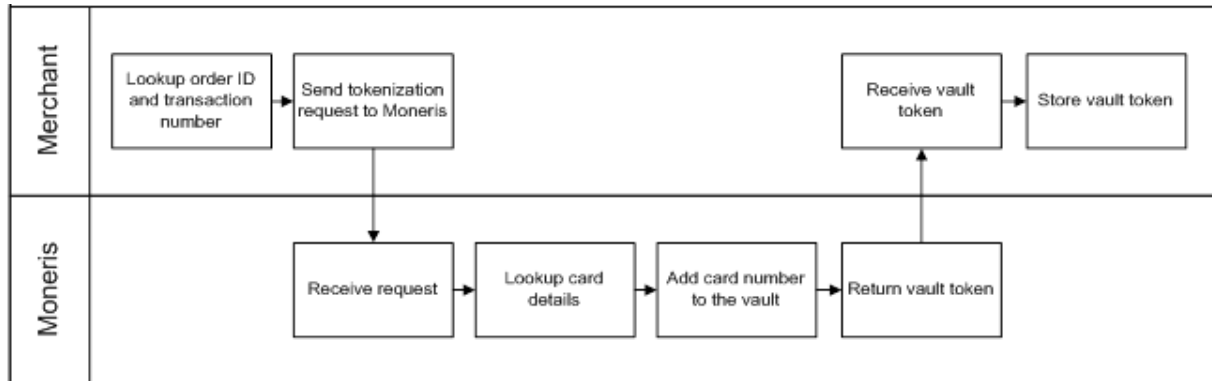 Merchant
Lookup order ID
and transaction
number
Send tokenization
request to Moneris
Receive vault
token
Store vault token
Moneris
Receive request
Lookup card
details
Add card number
to the vault
Return vault token